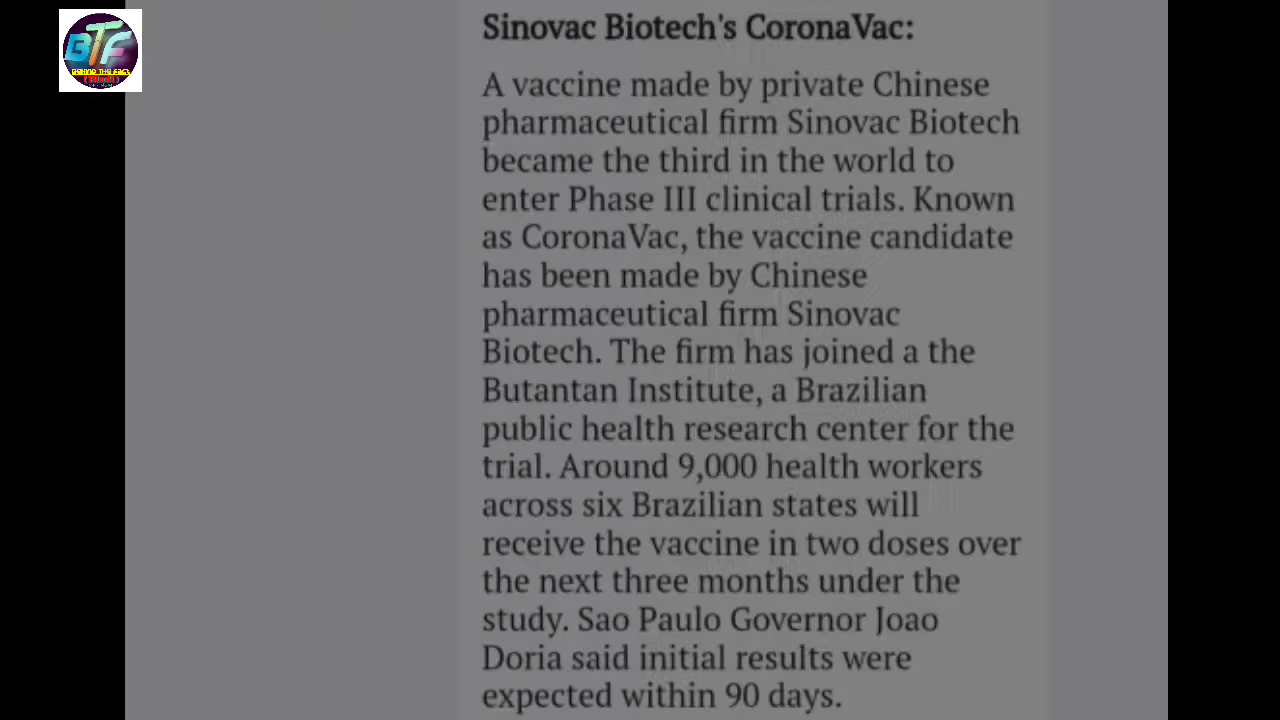 BTF
BEHIND THE FACT
Sinovac Biotech's CoronaVac:
A vaccine made by private Chinese
pharmaceutical firm Sinovac Biotech
became the third in the world to
enter Phase III clinical trials. Known
as CoronaVac, the vaccine candidate
has been made by Chinese
pharmaceutical firm Sinovac
Biotech. The firm has joined a the
Butantan Institute, a Brazilian
public health research center for the
trial. Around 9,000 health workers
across six Brazilian states will
receive the vaccine in two doses over
the next three months under the
study. Sao Paulo Governor Joao
Doria said initial results were
expected within 90 days.